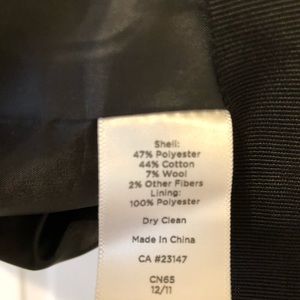 Shell:
47% Polyester
44% Cotton
7% Wool
2% Other Fibers
Lining:
100% Polyester
Dry Clean
Made In China
CA #23147
CN65
12/11